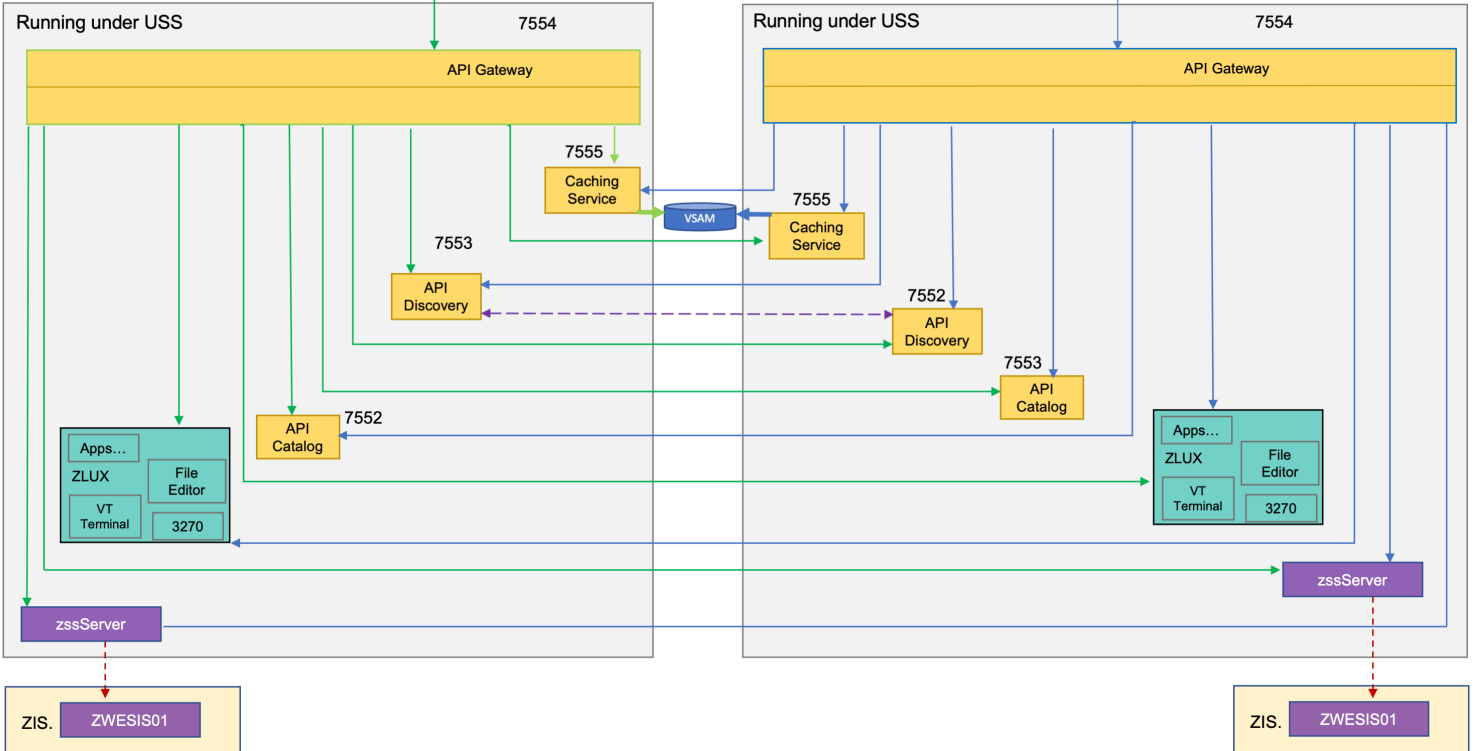 Running under USS
7554
API Gateway
7555
Caching
Service
7553
API
Discovery
API
Catalog
7552
Apps...
ZLUX
File
Editor
VT
Terminal
3270
zssServer
ZIS.
ZWESIS01
VSAM
Running under USS
7554
API Gateway
7555
Caching
Service
7552
API
Discovery
7553
API
Catalog
Apps...
ZLUX
File
Editor
VT
Terminal
3270
zssServer
ZIS.
ZWESIS01